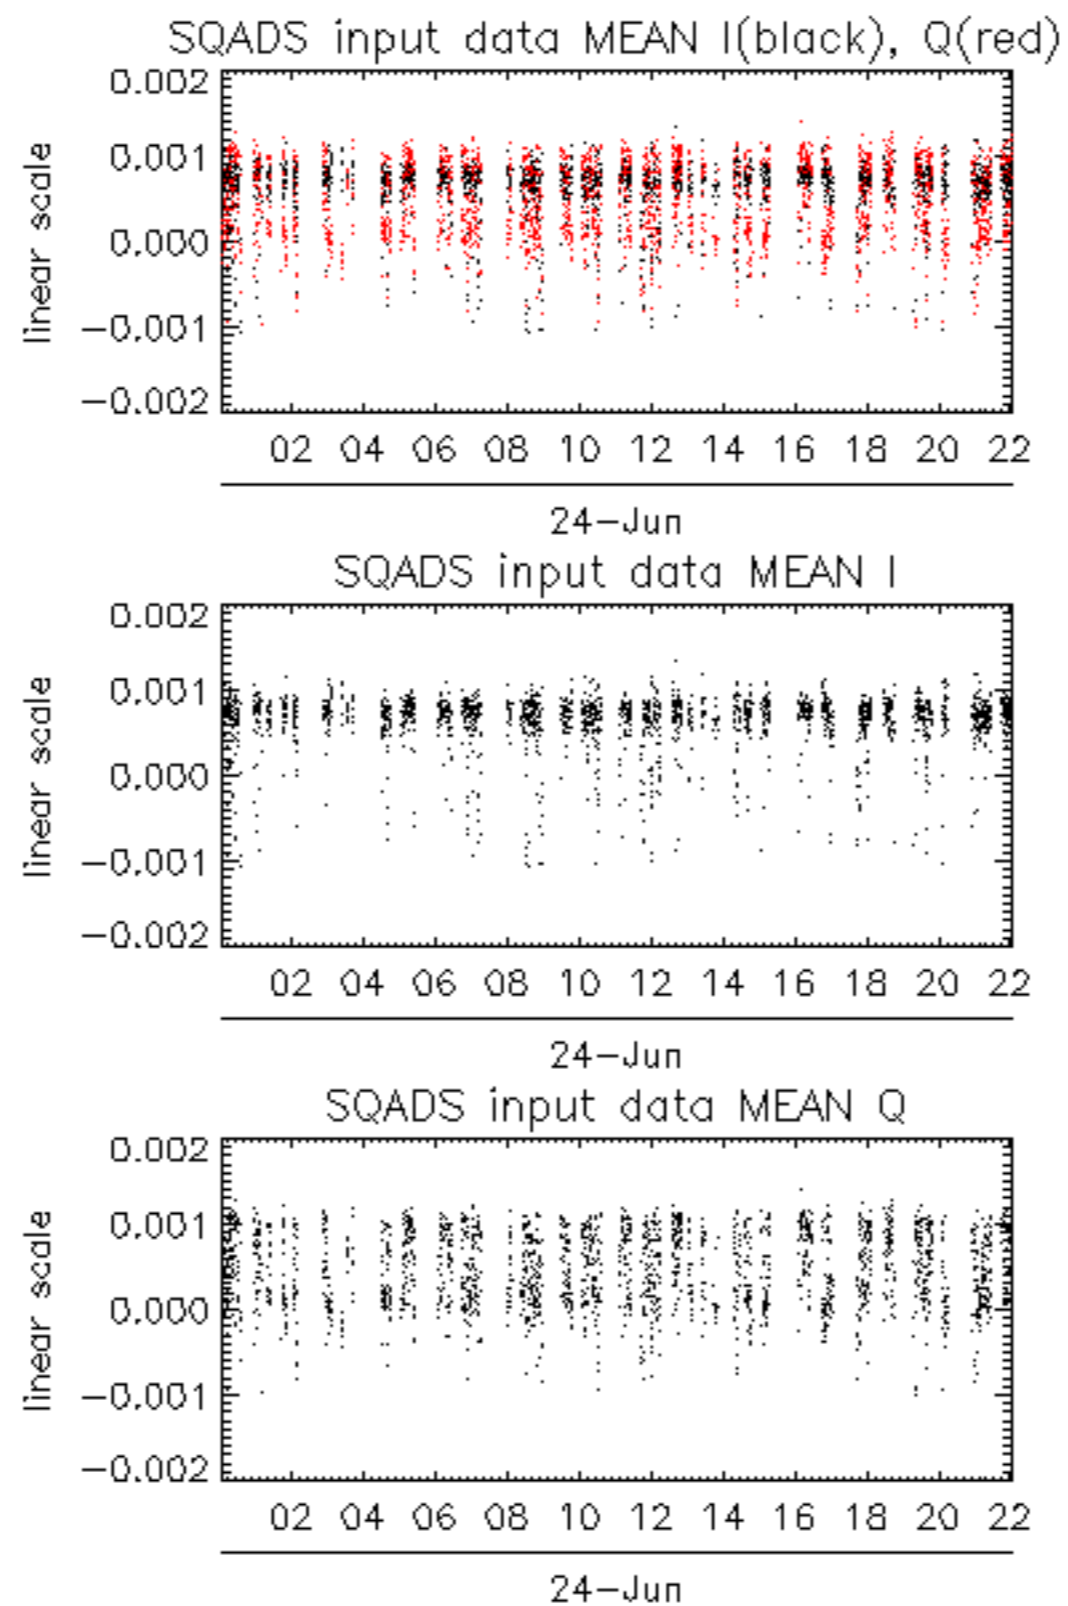 SQADS input data MEAN I(black), Q(red)
0.002
0.001
0.000
−0.001
−0.002
linear scale
02 04 06 08 10 12 14 16 18 20 22
24−Jun
SQADS input data MEAN I
0.002
0.001
0.000
−0.001
−0.002
linear scale
02 04 06 08 10 12 14 16 18 20 22
24−Jun
SQADS input data MEAN Q
0.002
0.001
0.000
−0.001
−0.002
linear scale
02 04 06 08 10 12 14 16 18 20 22
24−Jun